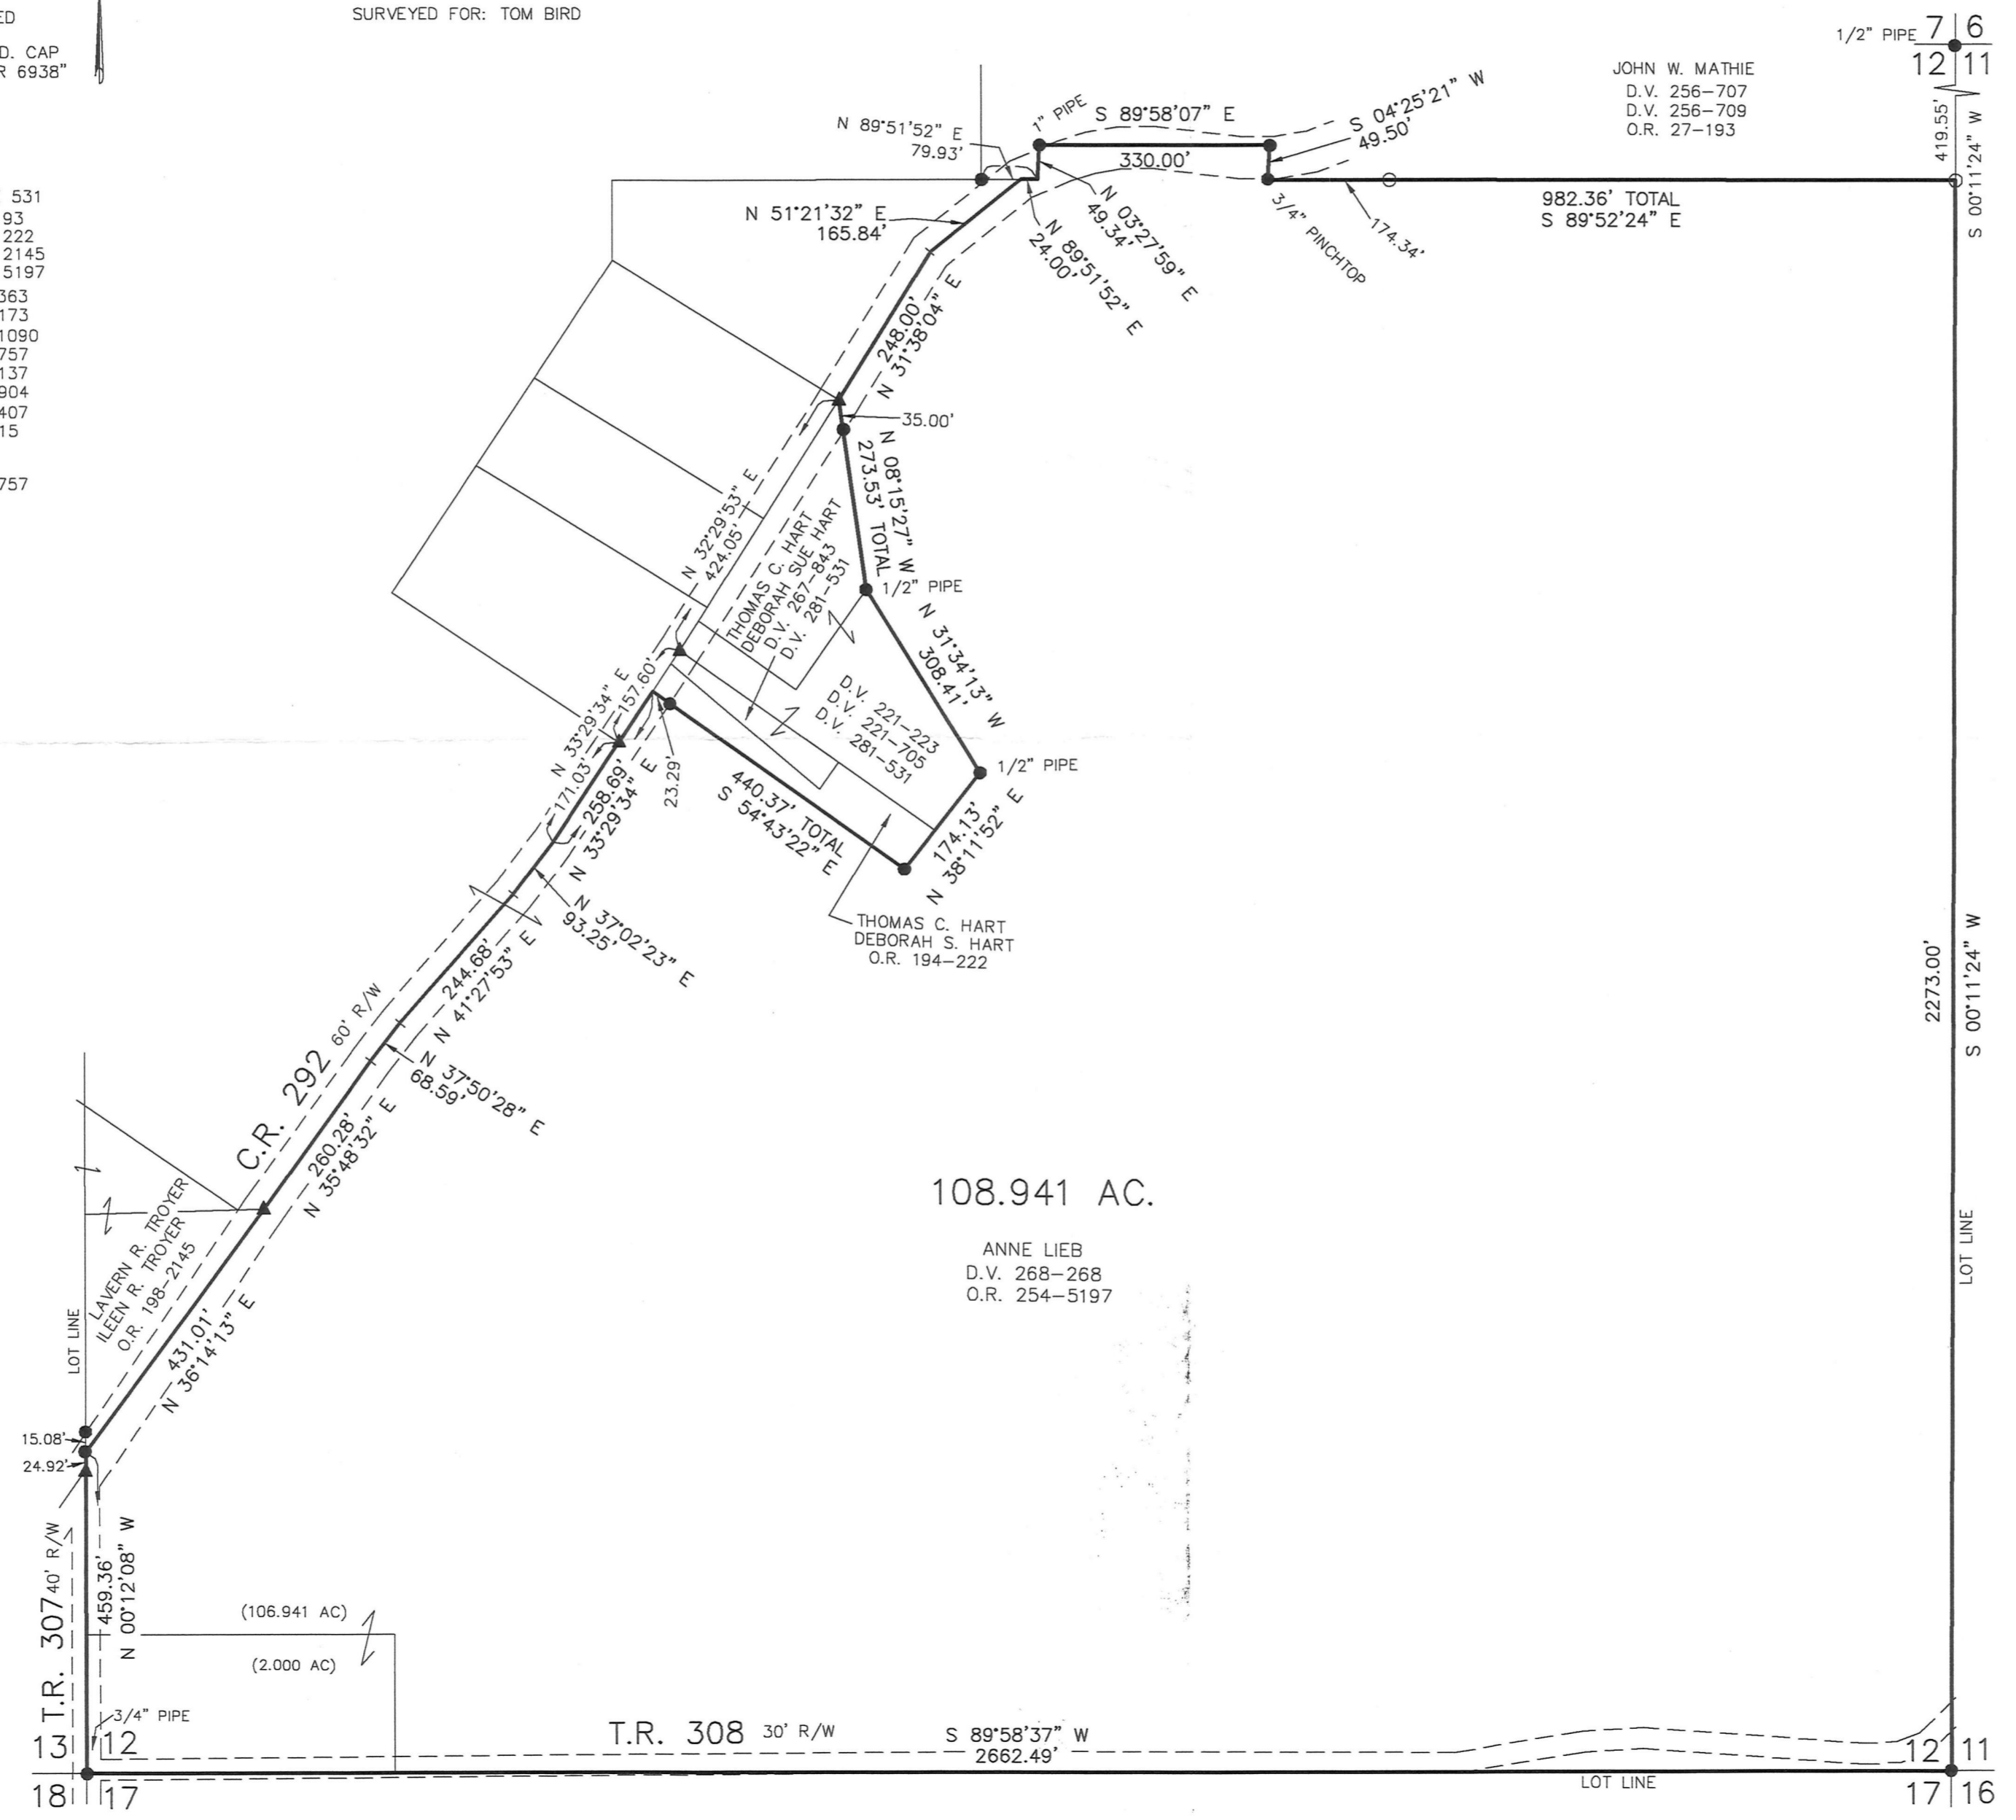 ED
D. CAP
R 6938"
SURVEYED FOR: TOM BIRD
1/2" PIPE
7 6
12 11
JOHN W. MATHIE
D.V. 256-707
D.V. 256-709
O.R. 27-193
419.55'
S 00°11'24" W
531
93
222
2145
5197
363
173
1090
757
137
904
407
15
757
N 89°51'52" E
79.93'
1" PIPE
S 89°58'07" E
330.00'
S 04°25'21" W
49.50'
N 51°21'32" E
165.84'
N 03°27'59" E
49.34'
N 89°51'52" E
24.00'
3/4" PINCHTOP
174.34'
982.36' TOTAL
S 89°52'24" E
248.00'
N 31°38'04" E
35.00'
N 08°15'27" W
273.53' TOTAL
N 32°29'53" E
424.05'
THOMAS C. HART
DEBORAH SUE HART
D.V. 267-843
D.V. 281-531
1/2" PIPE
N 31°34'13" W
308.41'
D.V. 221-223
D.V. 221-705
D.V. 281-531
1/2" PIPE
N 33°29'34" E
157.60'
171.03'
258.69'
N 33°29'34" E
23.29'
440.37' TOTAL
S 54°43'22" E
174.13'
N 38°11'52" E
THOMAS C. HART
DEBORAH S. HART
O.R. 194-222
N 37°02'23" E
93.25'
244.68'
N 41°27'53" E
N 37°50'28" E
68.59'
C.R. 292 60' R/W
260.28'
N 35°48'32" E
2273.00'
S 00°11'24" W
LOT LINE
108.941 AC.
ANNE LIEB
D.V. 268-268
O.R. 254-5197
LAVERN R. TROYER
ILEEN R. TROYER
O.R. 198-2145
LOT LINE
431.01'
N 36°14'13" E
15.08'
24.92'
T.R. 307 40' R/W
459.36'
N 00°12'08" W
(106.941 AC)
(2.000 AC)
3/4" PIPE
13 12
18 17
T.R. 308 30' R/W
S 89°58'37" W
2662.49'
LOT LINE
12 11
17 16